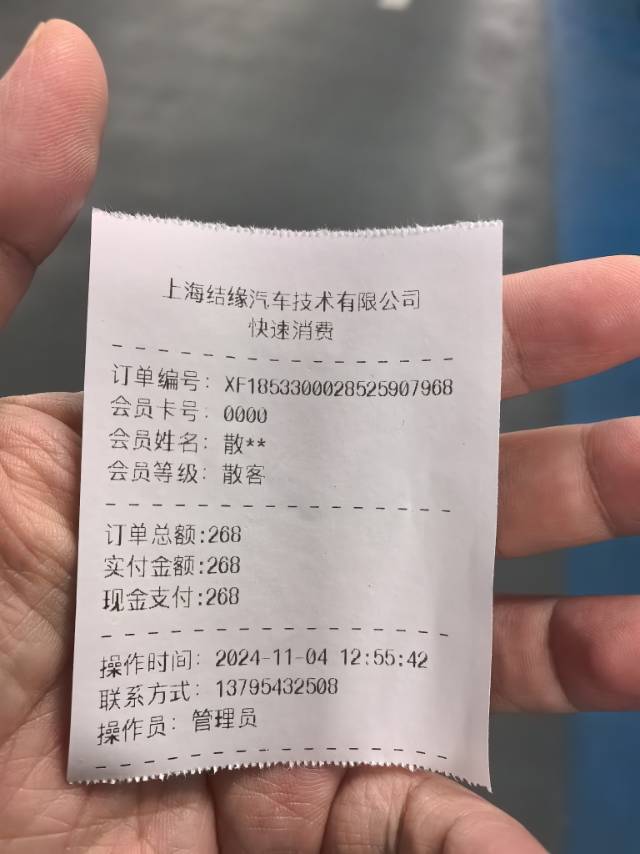 上海结缘汽车技术有限公司
快速消费
订单编号: XF1853300028525907968
会员卡号: 0000
会员姓名: 散**
会员等级: 散客
订单总额:268
实付金额:268
现金支付:268
操作时间: 2024-11-04 12:55:42
联系方式: 13795432508
操作员: 管理员